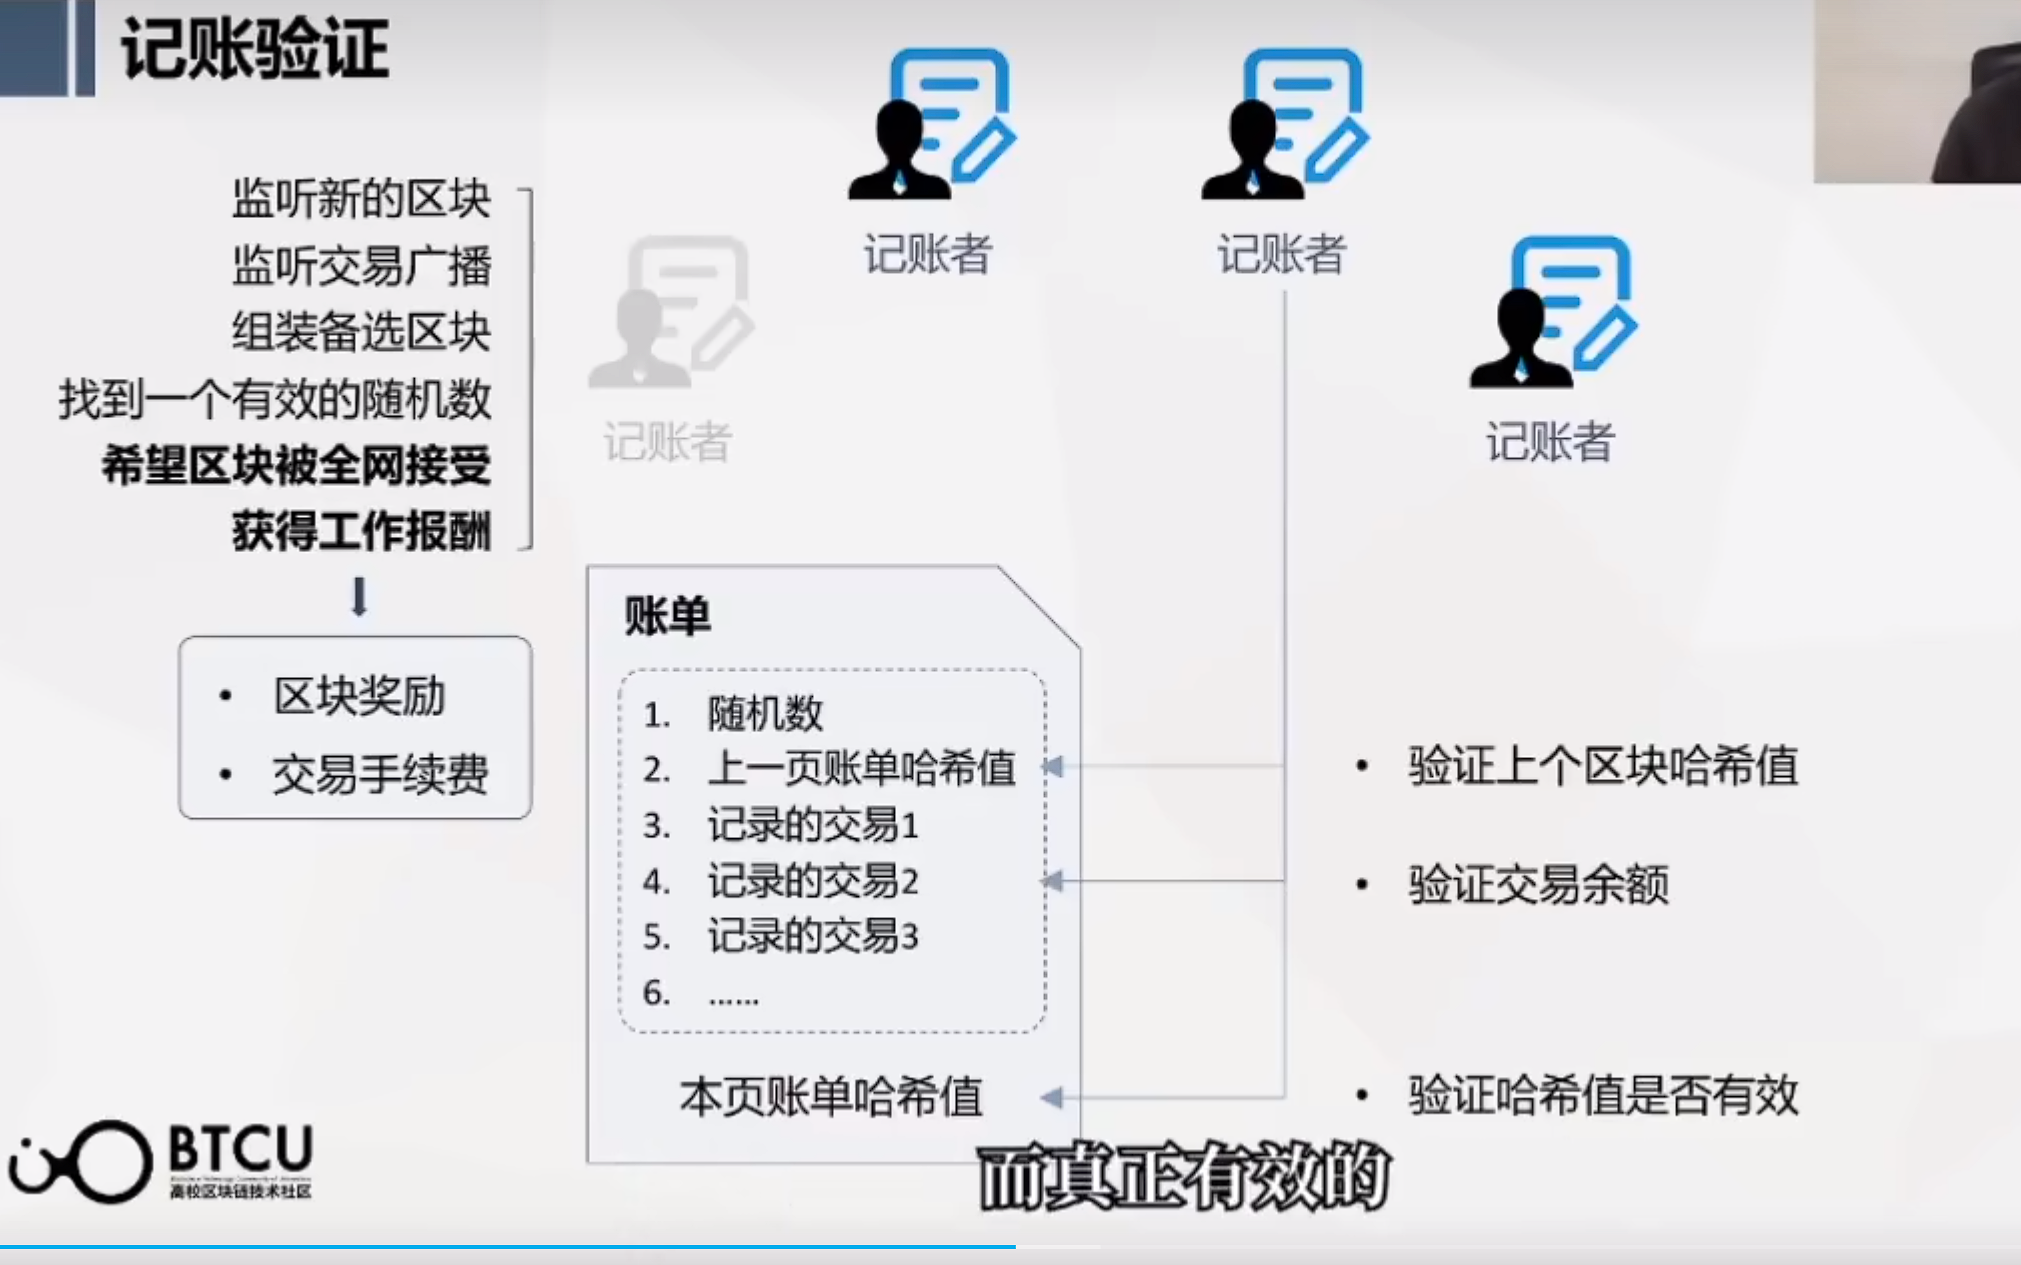 记账验证
监听新的区块
监听交易广播
组装备选区块
找到一个有效的随机数
希望区块被全网接受
获得工作报酬
• 区块奖励
• 交易手续费
记账者
记账者
记账者
记账者
账单
1. 随机数
2. 上一页账单哈希值
3. 记录的交易1
4. 记录的交易2
5. 记录的交易3
6. ……
本页账单哈希值
• 验证上个区块哈希值
• 验证交易余额
• 验证哈希值是否有效
BTCU
高校区块链技术社区
而真正有效的